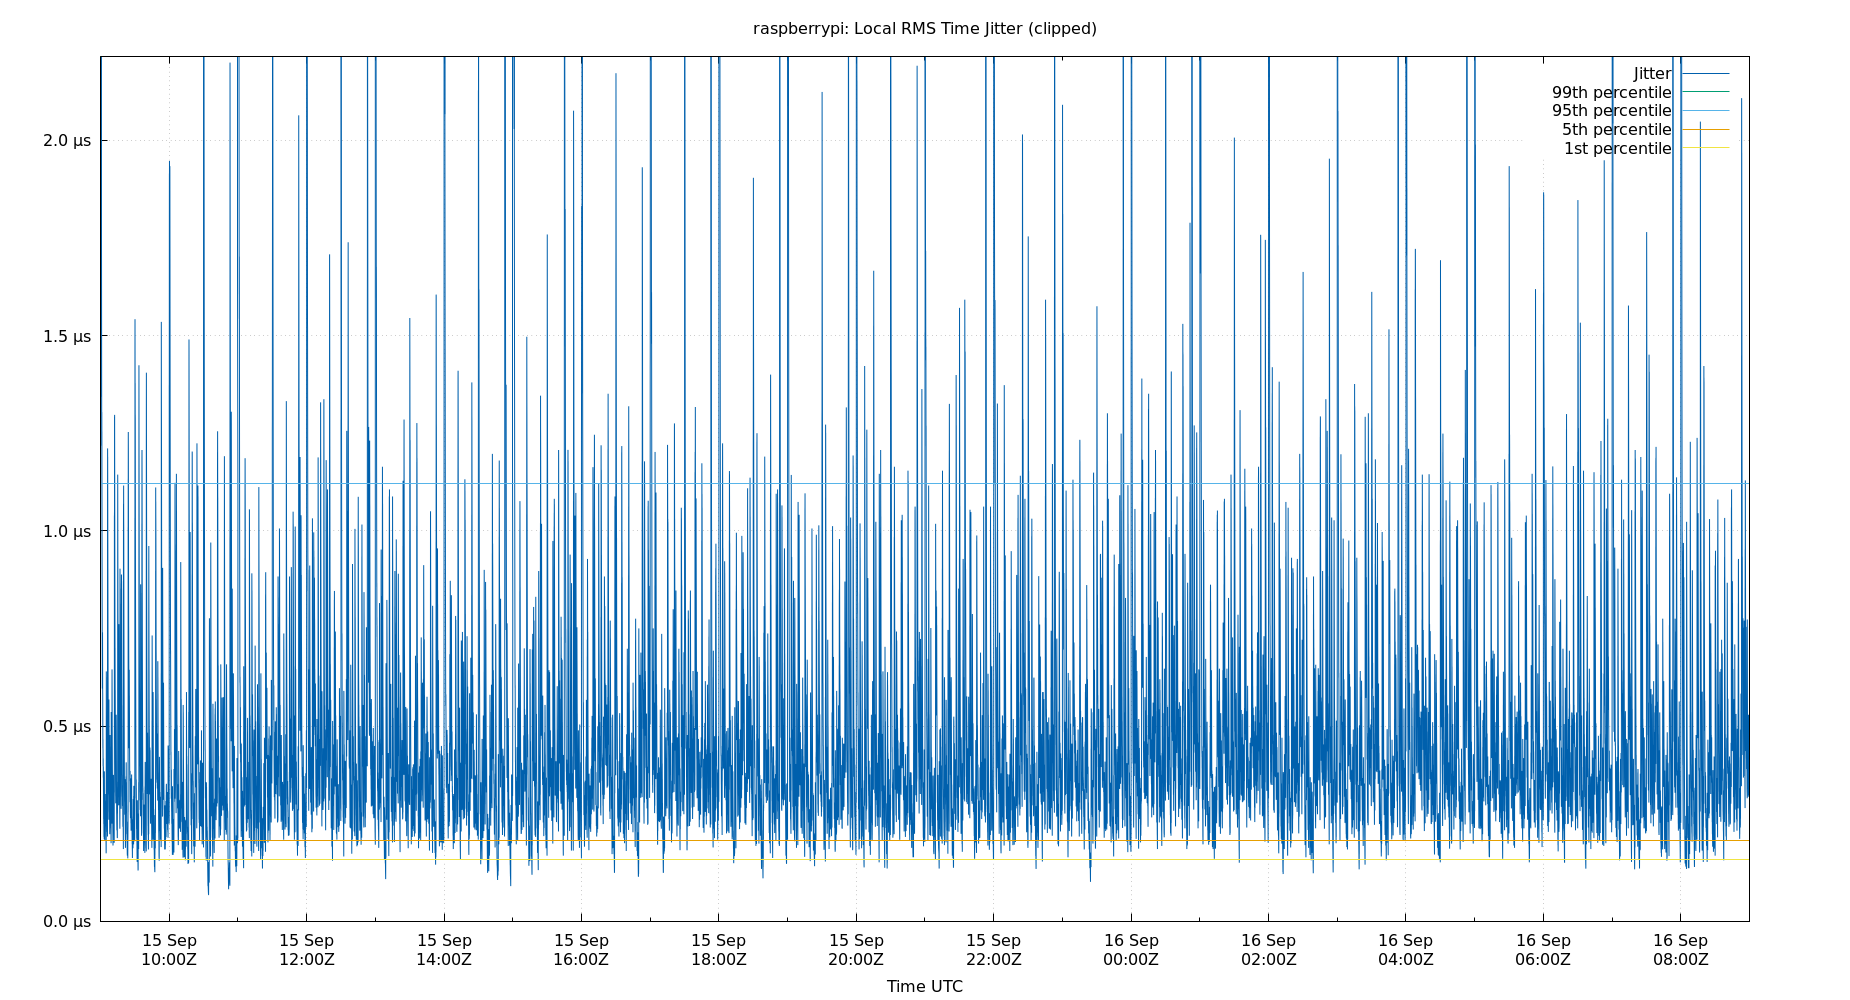 raspberrypi: Local RMS Time Jitter (clipped)
Jitter
99th percentile
95th percentile
5th percentile
1st percentile
2.0 µs
1.5 µs
1.0 µs
0.5 µs
0.0 µs
15 Sep 15 Sep 15 Sep 15 Sep 15 Sep 15 Sep 15 Sep 16 Sep 16 Sep 16 Sep 16 Sep 16 Sep
10:00Z 12:00Z 14:00Z 16:00Z 18:00Z 20:00Z 22:00Z 00:00Z 02:00Z 04:00Z 06:00Z 08:00Z
Time UTC